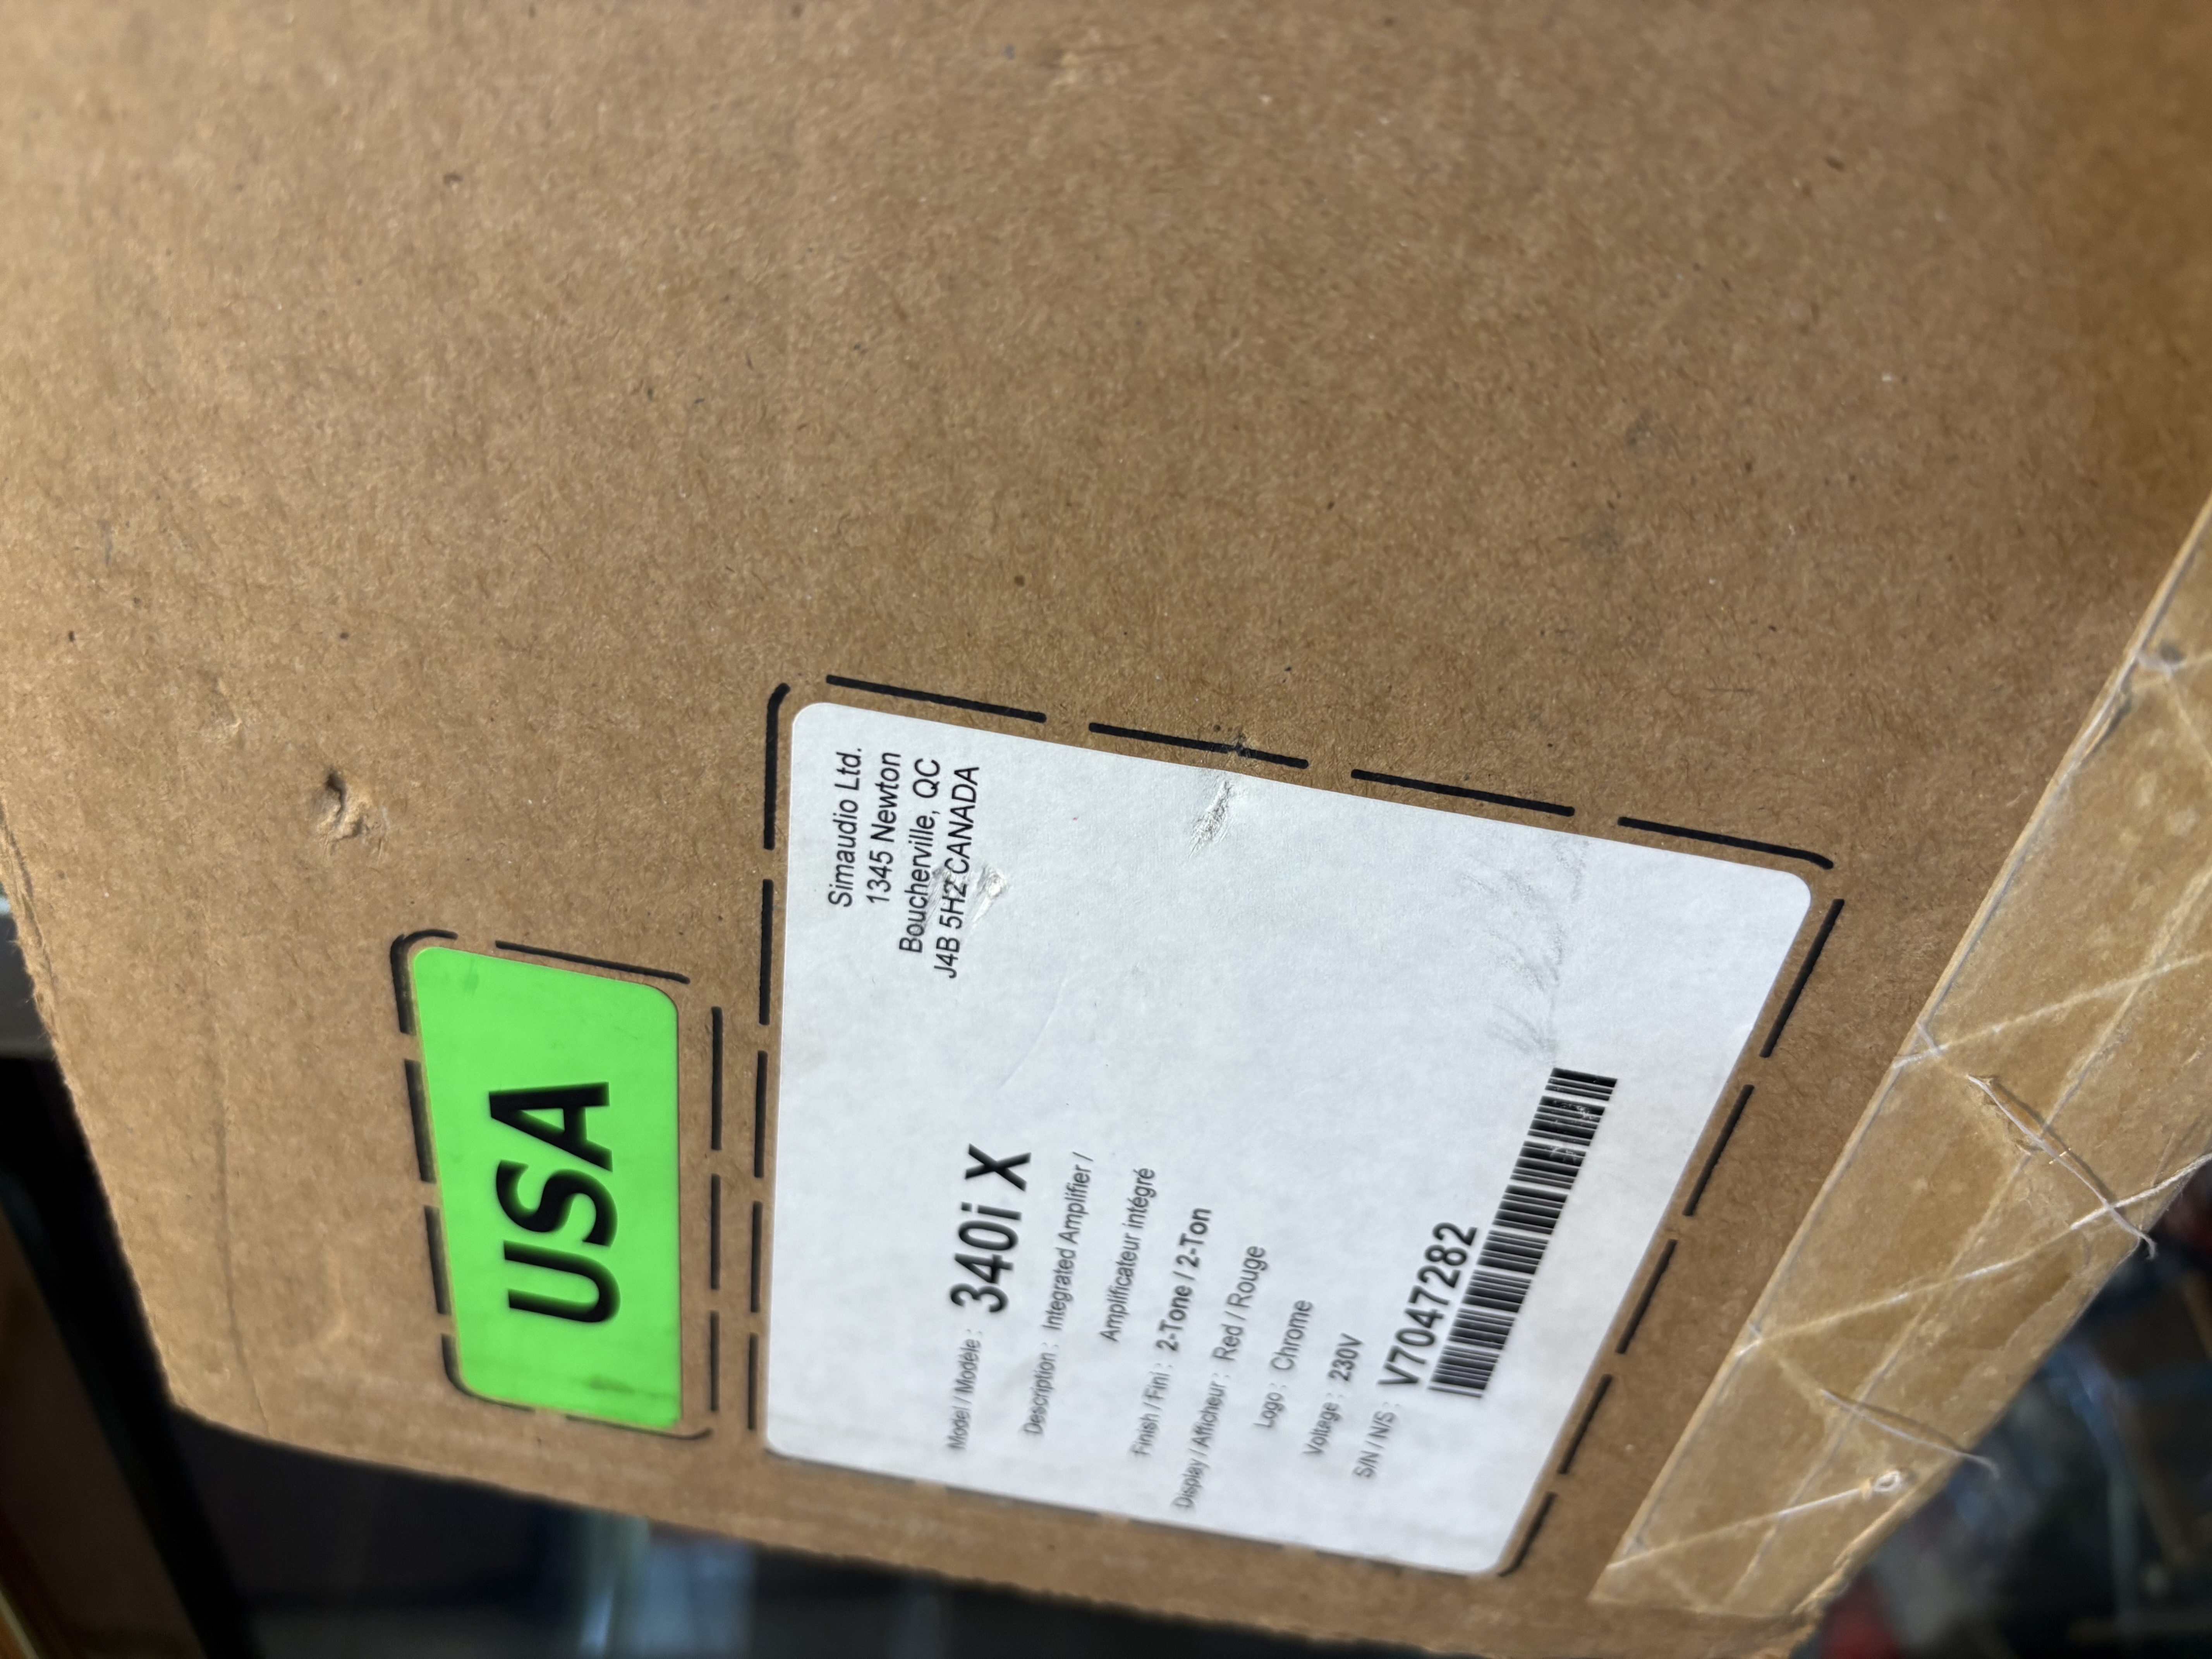 USA
Simaudio Ltd.
1345 Newton
Boucherville, QC
J4B 5H2 CANADA
Model / Modèle : 340i X
Description : Integrated Amplifier /
Amplificateur intégré
Finish / Fini : 2-Tone / 2-Ton
Display / Afficheur : Red / Rouge
Logo : Chrome
Voltage : 230V
S/N / N/S : V7047282